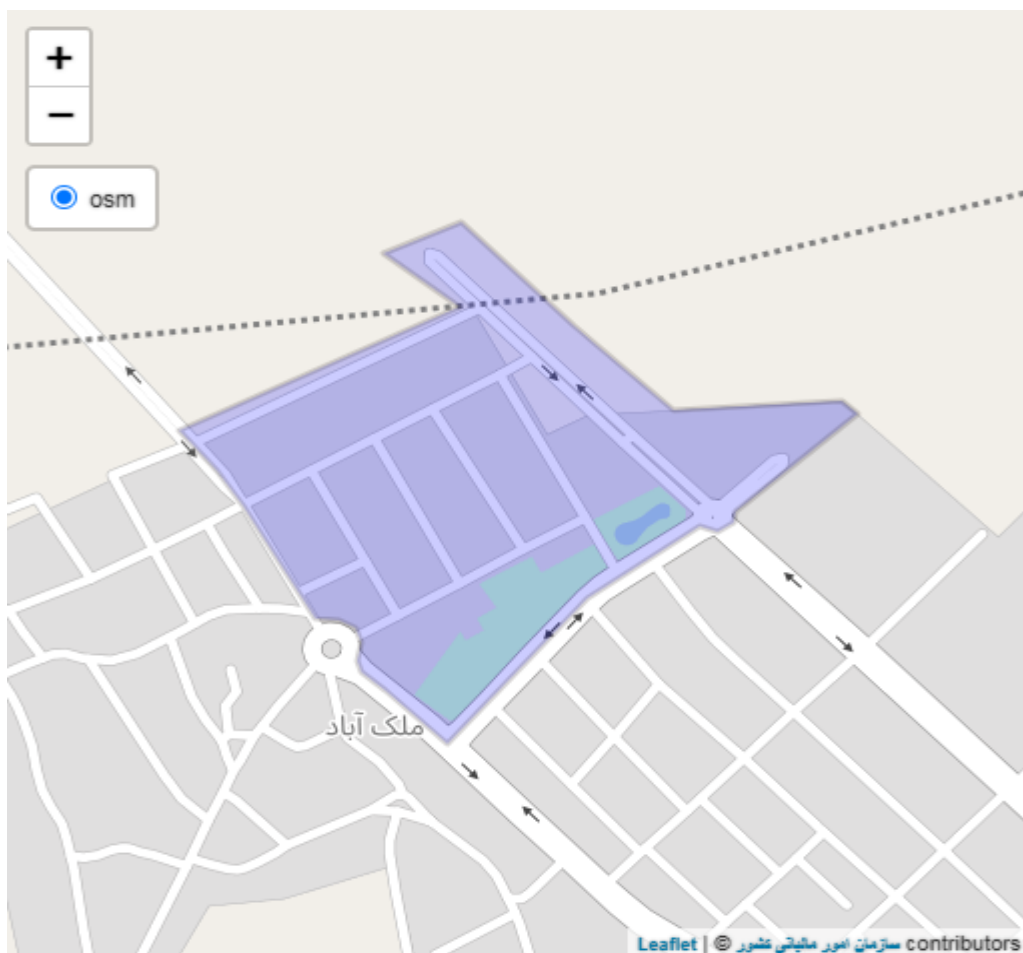 +
−
osm
ملک آباد
Leaflet | © سازمان امور مالیاتی کشور contributors